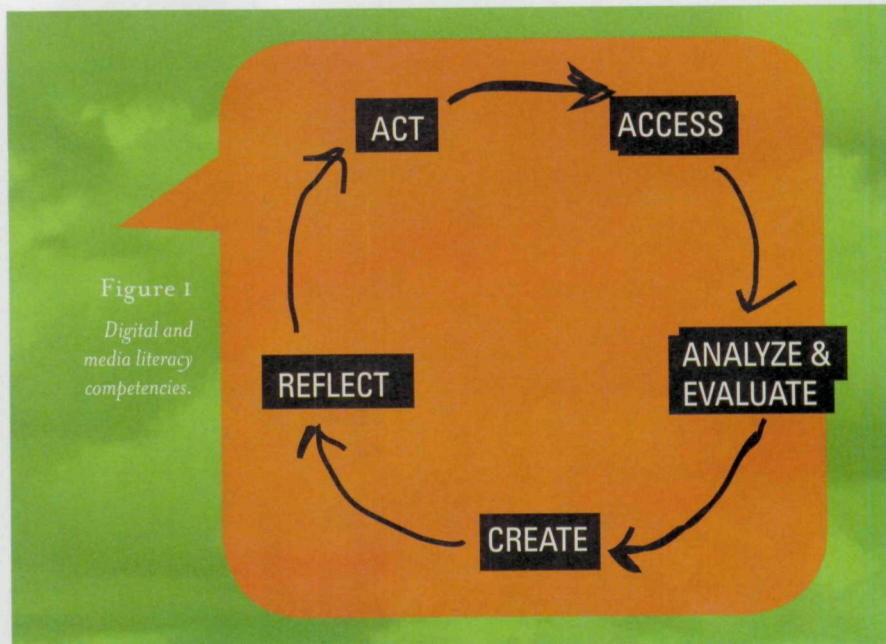 ACT
ACCESS
Figure 1
Digital and
media literacy
competencies.
REFLECT
ANALYZE &
EVALUATE
CREATE